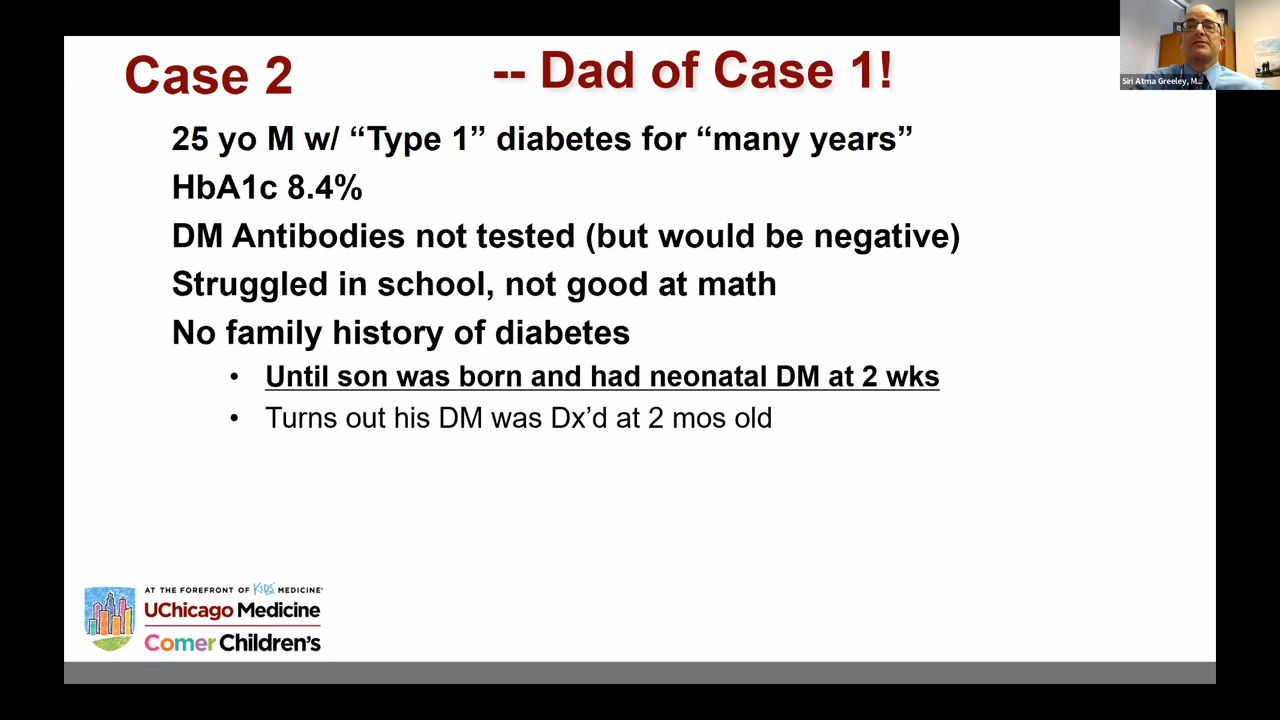 Case 2
-- Dad of Case 1!
25 yo M w/ “Type 1” diabetes for “many years”
HbA1c 8.4%
DM Antibodies not tested (but would be negative)
Struggled in school, not good at math
No family history of diabetes
• Until son was born and had neonatal DM at 2 wks
• Turns out his DM was Dx’d at 2 mos old
AT THE FOREFRONT OF KIDS MEDICINE®
UChicago Medicine
Comer Children's
Siri Atma Greeley, M...